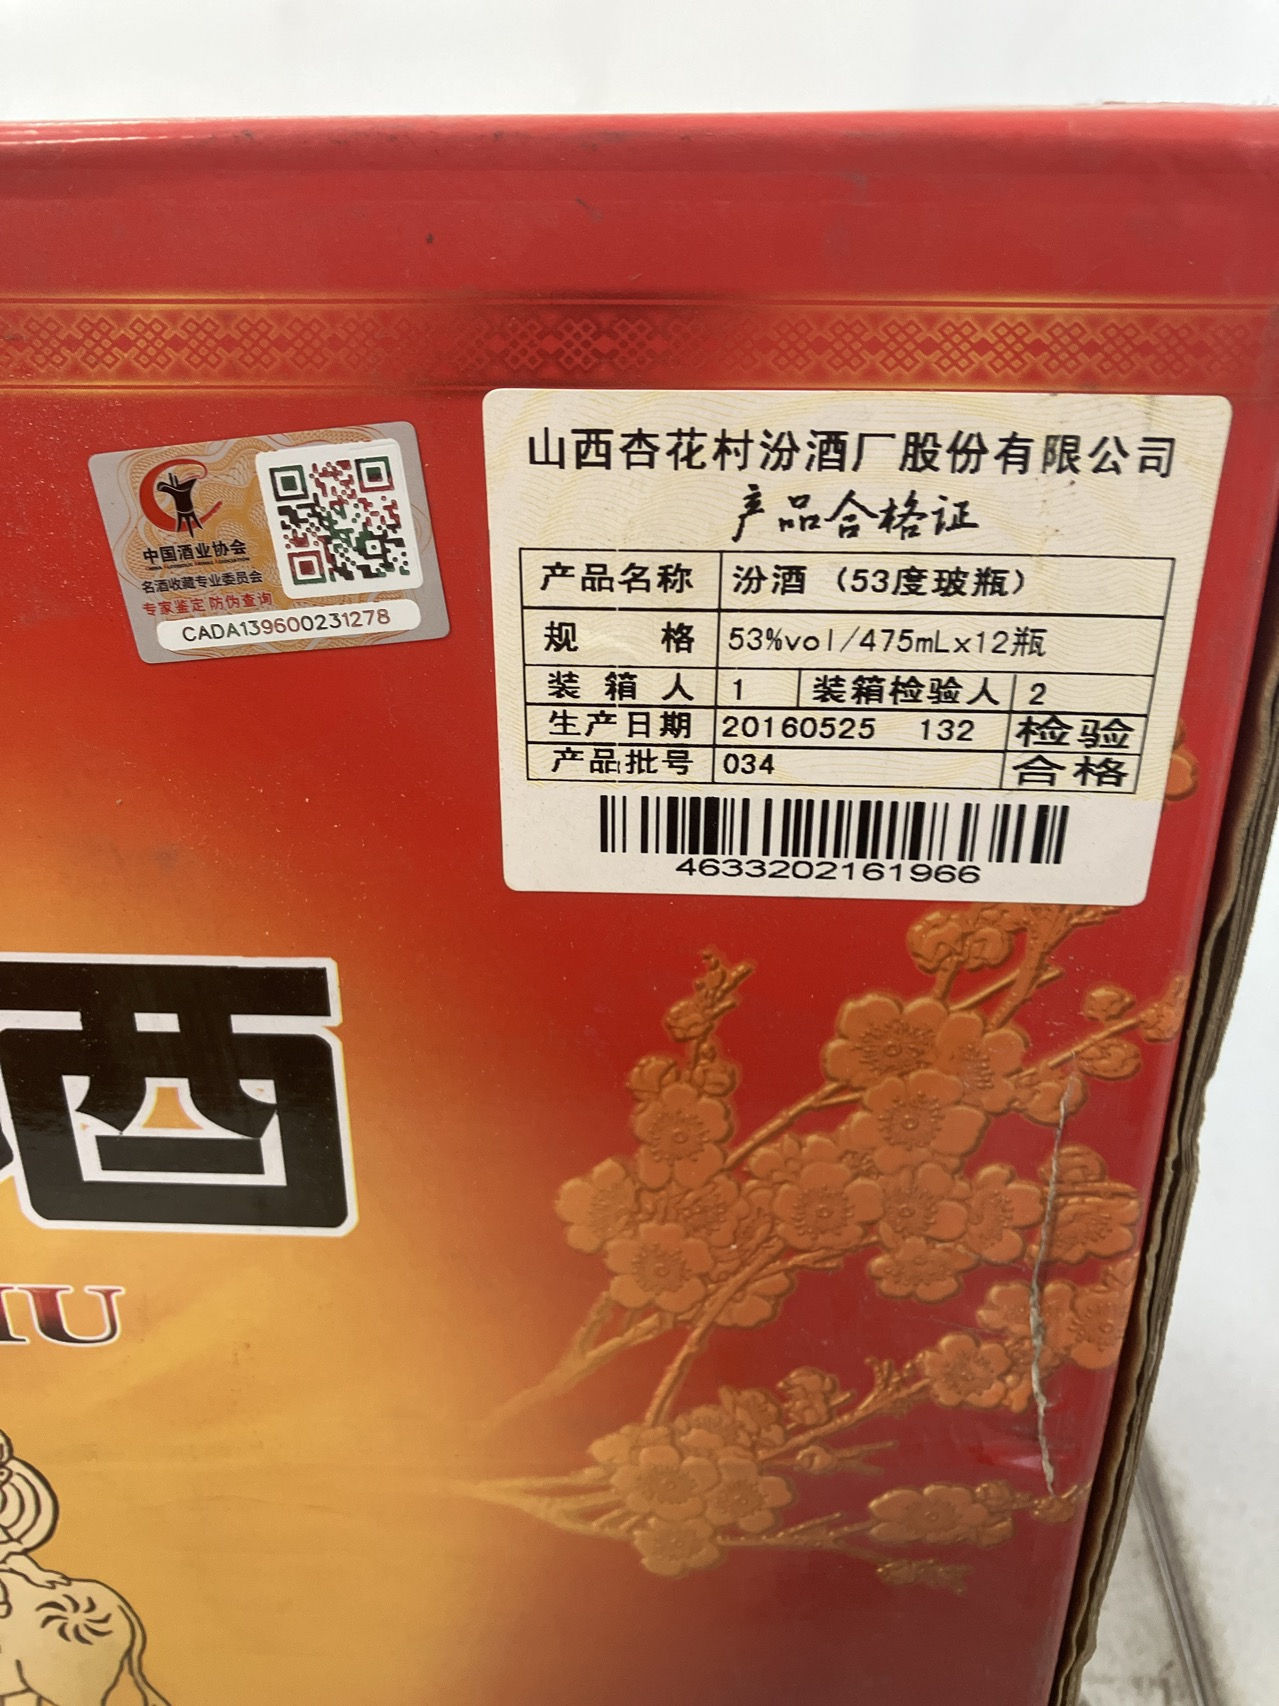 山西杏花村汾酒厂股份有限公司
产品合格证
产品名称 汾酒（53度玻瓶）
规 格 53%vol/475mLx12瓶
装箱人 1 装箱检验人 2
生产日期 20160525 132 检验
产品批号 034 合格
4633202161966
中国酒业协会
名酒收藏专业委员会
专家鉴定 防伪查询
CADA139600231278
酒
IU